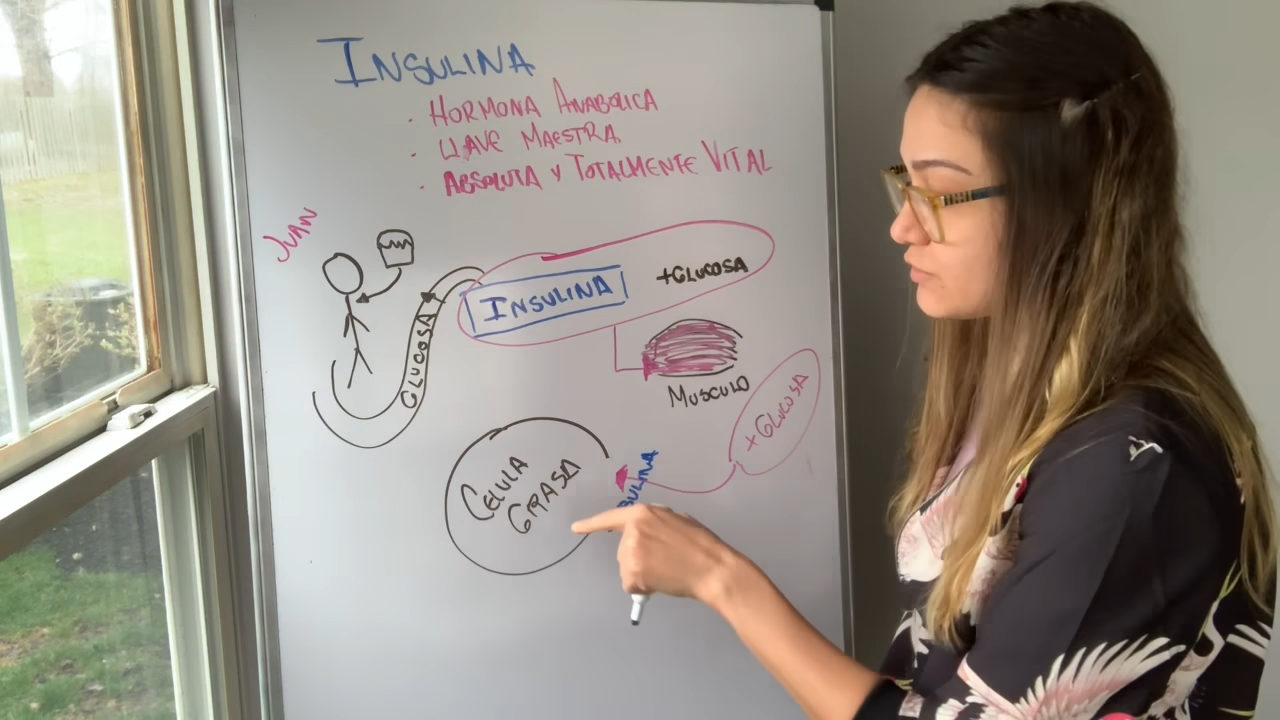 INSULINA
· HORMONA ANABOLICA
· LLAVE MAESTRA
· ABSOLUTA Y TOTALMENTE VITAL
JUAN
GLUCOSA
INSULINA
+GLUCOSA
MUSCULO
+GLUCOSA
CELULA
GRASA